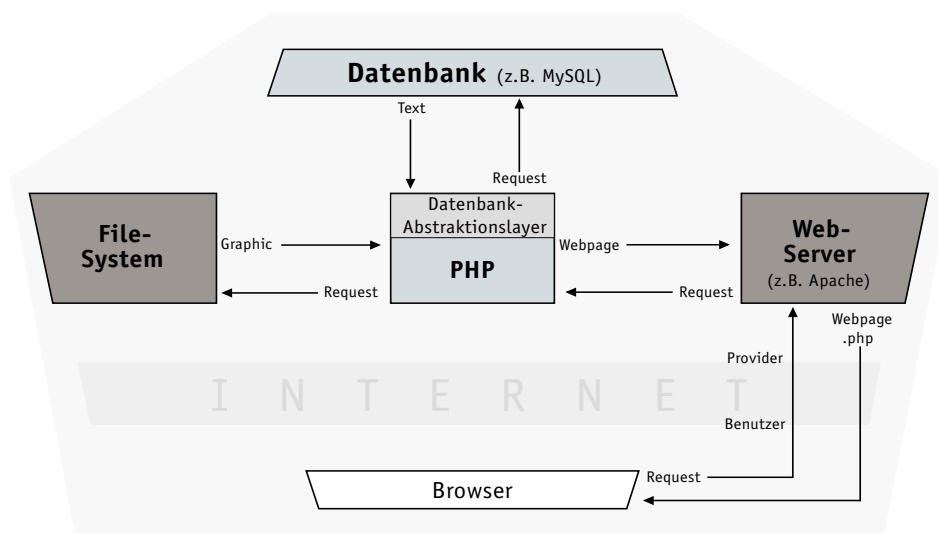 Datenbank (z.B. MySQL)
Text
Request
File-
System
Graphic
Request
Datenbank-
Abstraktionslayer
PHP
Webpage
Request
Web-
Server
(z.B. Apache)
Webpage
.php
Provider
INTERNET
Benutzer
Request
Browser